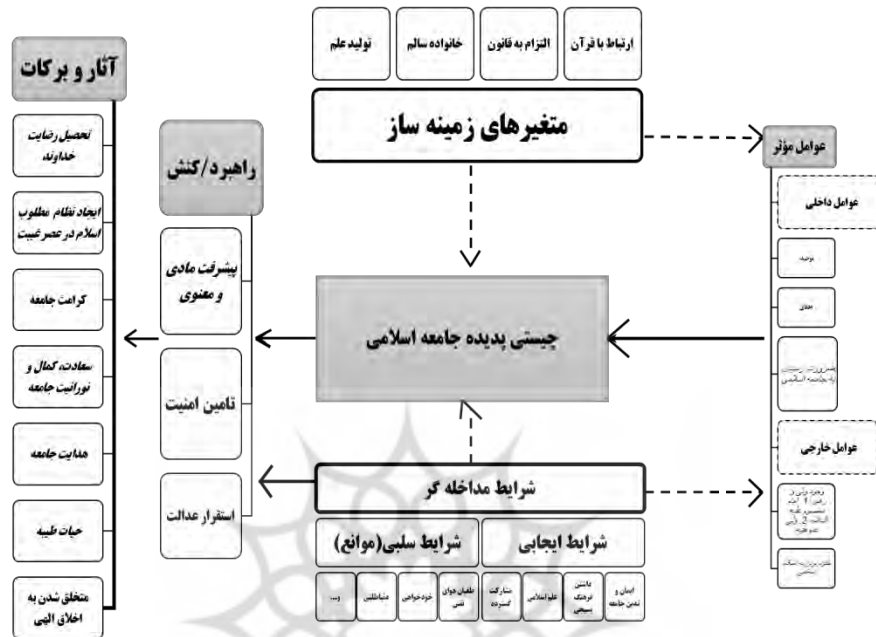 ارتباط با قرآن
التزام به قانون
خانواده سالم
تولید علم
متغیرهای زمینه ساز
عوامل مؤثر
عوامل داخلی
توحید
عوامل خارجی
چیستی پدیده جامعه اسلامی
شرایط مداخله گر
شرایط ایجابی
شرایط سلبی(موانع)
ایمان و
تدین جامعه
داشتن
فرهنگ
بسیجی
علم اسلامی
مشارکت
گسترده
طغیان هوای
نفس
خودخواهی
دنیاطلبی
و...
راهبرد/کنش
پیشرفت مادی
و معنوی
تامین امنیت
استقرار عدالت
آثار و برکات
تحصیل رضایت
خداوند
ایجاد نظام مطلوب
اسلام در عصر غیبت
کرامت جامعه
سعادت، کمال و
نورانیت جامعه
هدایت جامعه
حیات طیبه
متخلق شدن به
اخلاق الهی